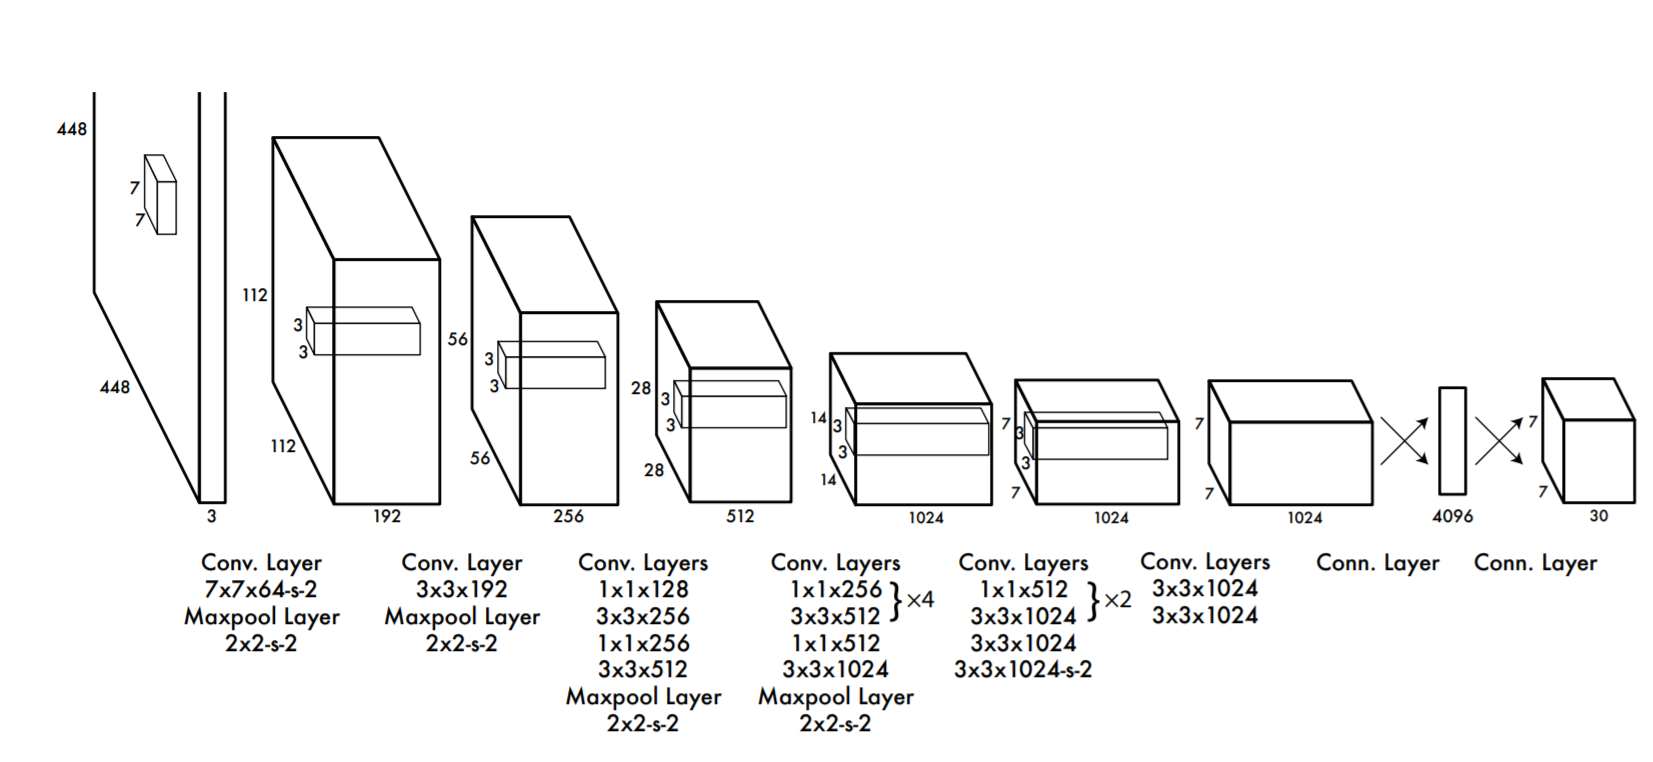 448
7
7
448
3
112
3
3
112
192
56
3
3
56
256
28
3
3
28
512
14
3
3
14
1024
7
3
3
7
1024
7
7
1024
4096
7
7
30
Conv. Layer
7x7x64-s-2
Maxpool Layer
2x2-s-2
Conv. Layer
3x3x192
Maxpool Layer
2x2-s-2
Conv. Layers
1x1x128
3x3x256
1x1x256
3x3x512
Maxpool Layer
2x2-s-2
Conv. Layers
1x1x256
3x3x512
}×4
1x1x512
3x3x1024
Maxpool Layer
2x2-s-2
Conv. Layers
1x1x512
3x3x1024
}×2
3x3x1024
3x3x1024-s-2
Conv. Layers
3x3x1024
3x3x1024
Conn. Layer
Conn. Layer